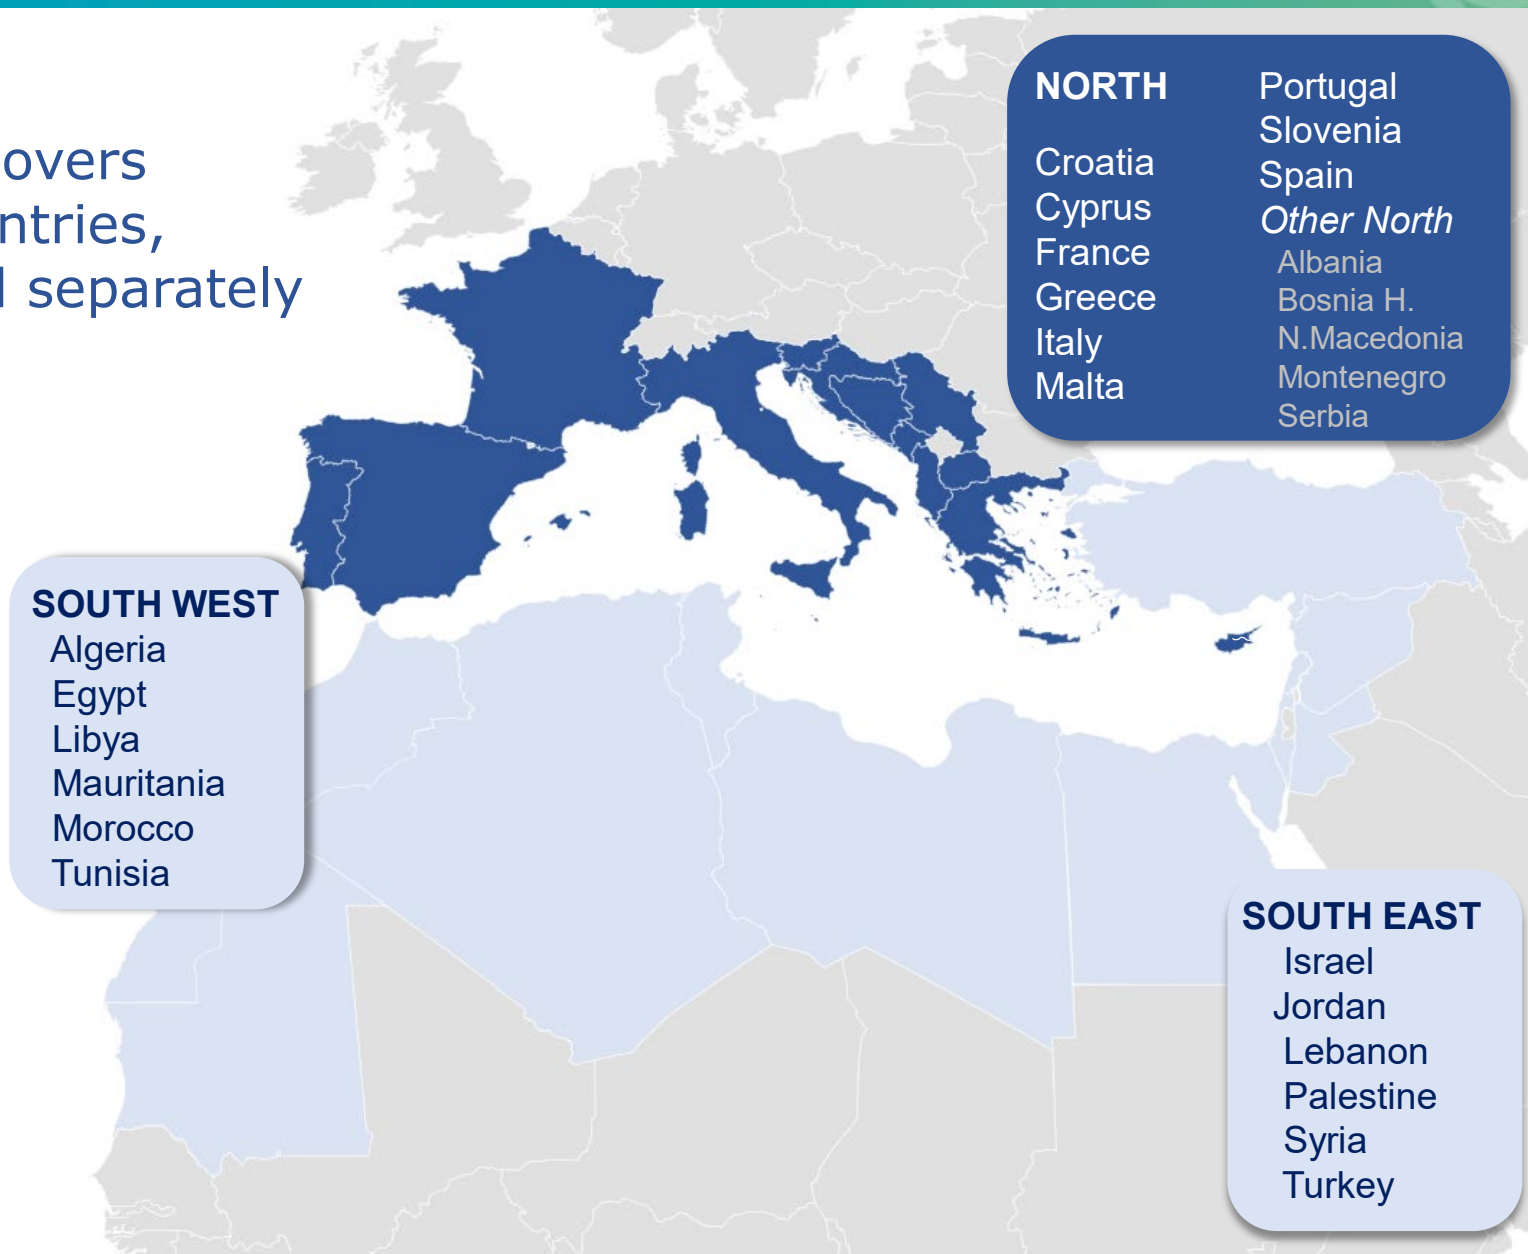 overs
ntries,
separately
NORTH
Croatia
Cyprus
France
Greece
Italy
Malta
Portugal
Slovenia
Spain
Other North
Albania
Bosnia H.
N.Macedonia
Montenegro
Serbia
SOUTH WEST
Algeria
Egypt
Libya
Mauritania
Morocco
Tunisia
SOUTH EAST
Israel
Jordan
Lebanon
Palestine
Syria
Turkey